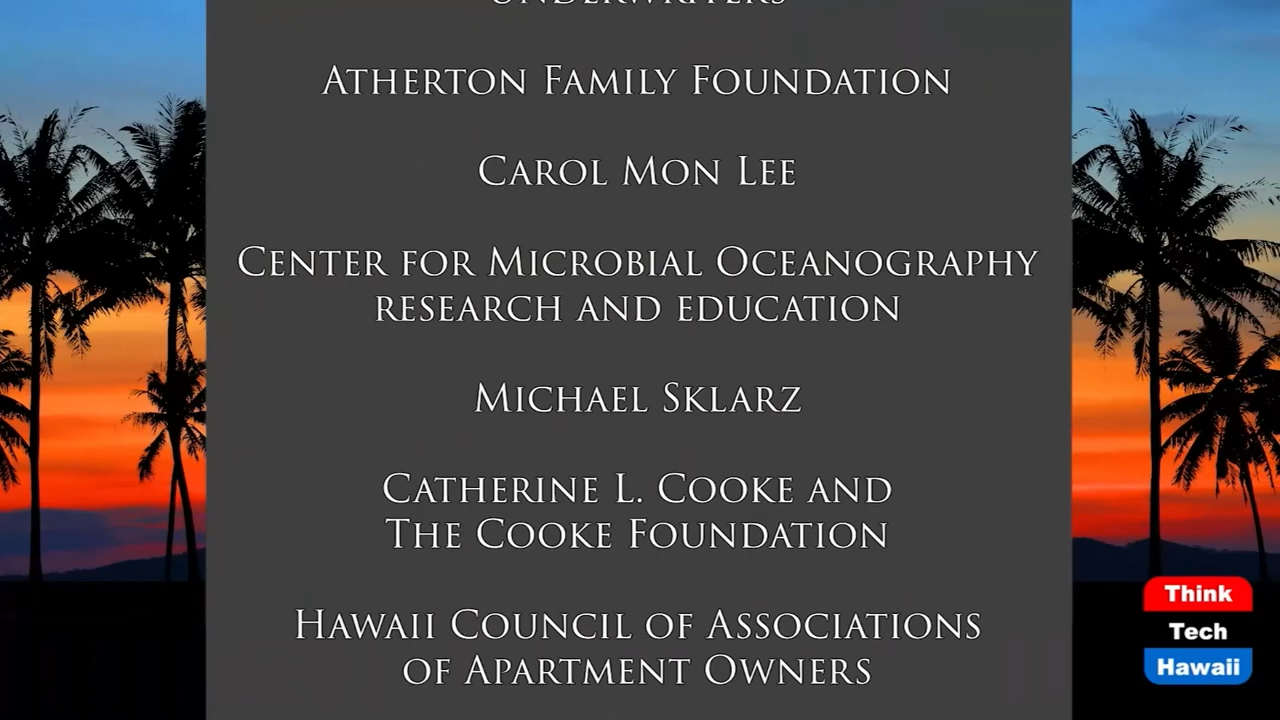 UNDERWRITERS
ATHERTON FAMILY FOUNDATION
CAROL MON LEE
CENTER FOR MICROBIAL OCEANOGRAPHY
RESEARCH AND EDUCATION
MICHAEL SKLARZ
CATHERINE L. COOKE AND
THE COOKE FOUNDATION
HAWAII COUNCIL OF ASSOCIATIONS
OF APARTMENT OWNERS
Think
Tech
Hawaii